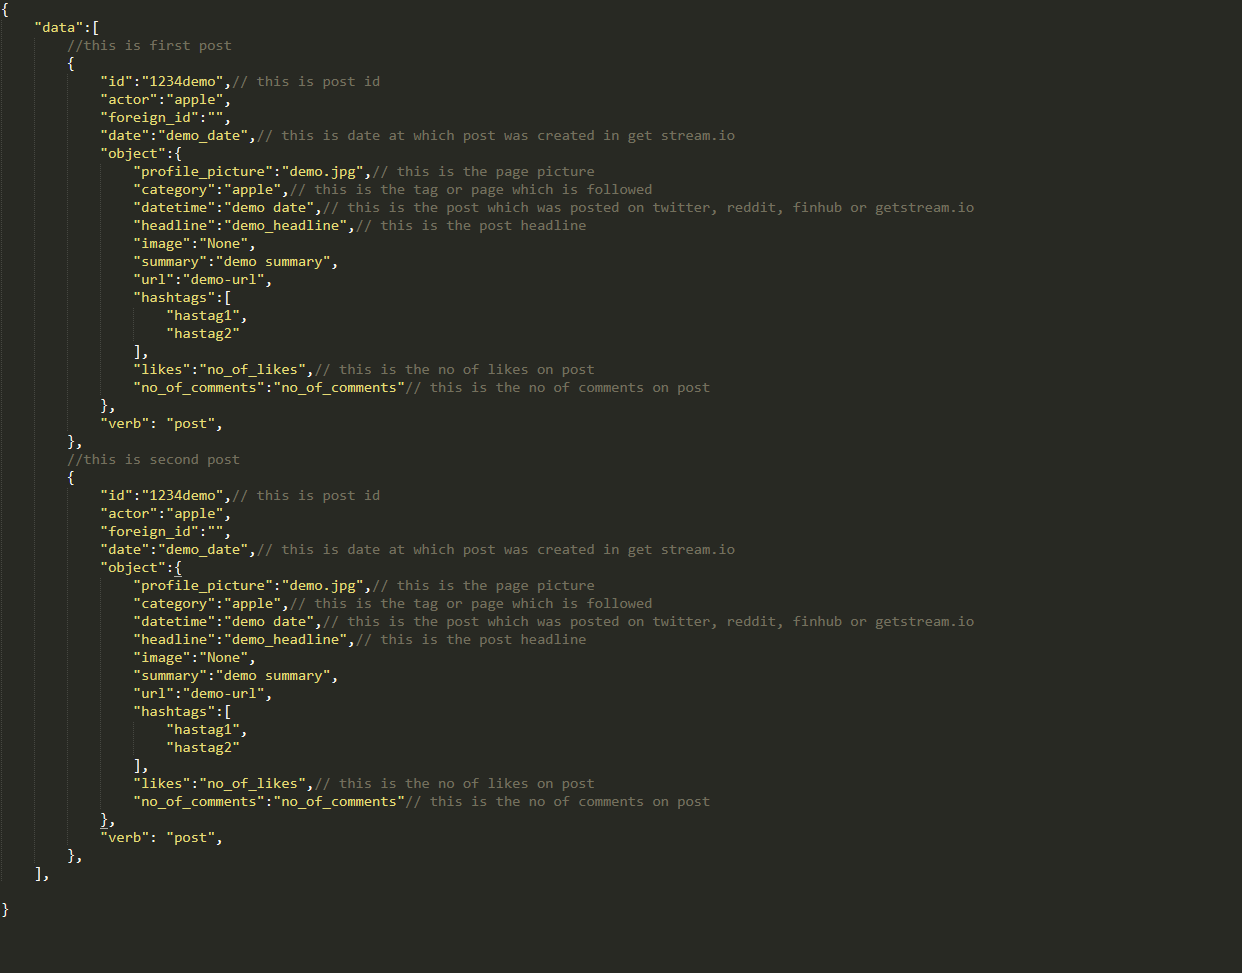 {
    "data":[
        //this is first post
        {
            "id":"1234demo",// this is post id
            "actor":"apple",
            "foreign_id":"",
            "date":"demo_date",// this is date at which post was created in get stream.io
            "object":{
                "profile_picture":"demo.jpg",// this is the page picture
                "category":"apple",// this is the tag or page which is followed
                "datetime":"demo date",// this is the post which was posted on twitter, reddit, finhub or getstream.io
                "headline":"demo_headline",// this is the post headline
                "image":"None",
                "summary":"demo summary",
                "url":"demo-url",
                "hashtags":[
                    "hastag1",
                    "hastag2"
                ],
                "likes":"no_of_likes",// this is the no of likes on post
                "no_of_comments":"no_of_comments"// this is the no of comments on post
            },
            "verb": "post",
        },
        //this is second post
        {
            "id":"1234demo",// this is post id
            "actor":"apple",
            "foreign_id":"",
            "date":"demo_date",// this is date at which post was created in get stream.io
            "object":{
                "profile_picture":"demo.jpg",// this is the page picture
                "category":"apple",// this is the tag or page which is followed
                "datetime":"demo date",// this is the post which was posted on twitter, reddit, finhub or getstream.io
                "headline":"demo_headline",// this is the post headline
                "image":"None",
                "summary":"demo summary",
                "url":"demo-url",
                "hashtags":[
                    "hastag1",
                    "hastag2"
                ],
                "likes":"no_of_likes",// this is the no of likes on post
                "no_of_comments":"no_of_comments"// this is the no of comments on post
            },
            "verb": "post",
        },
    ],
}